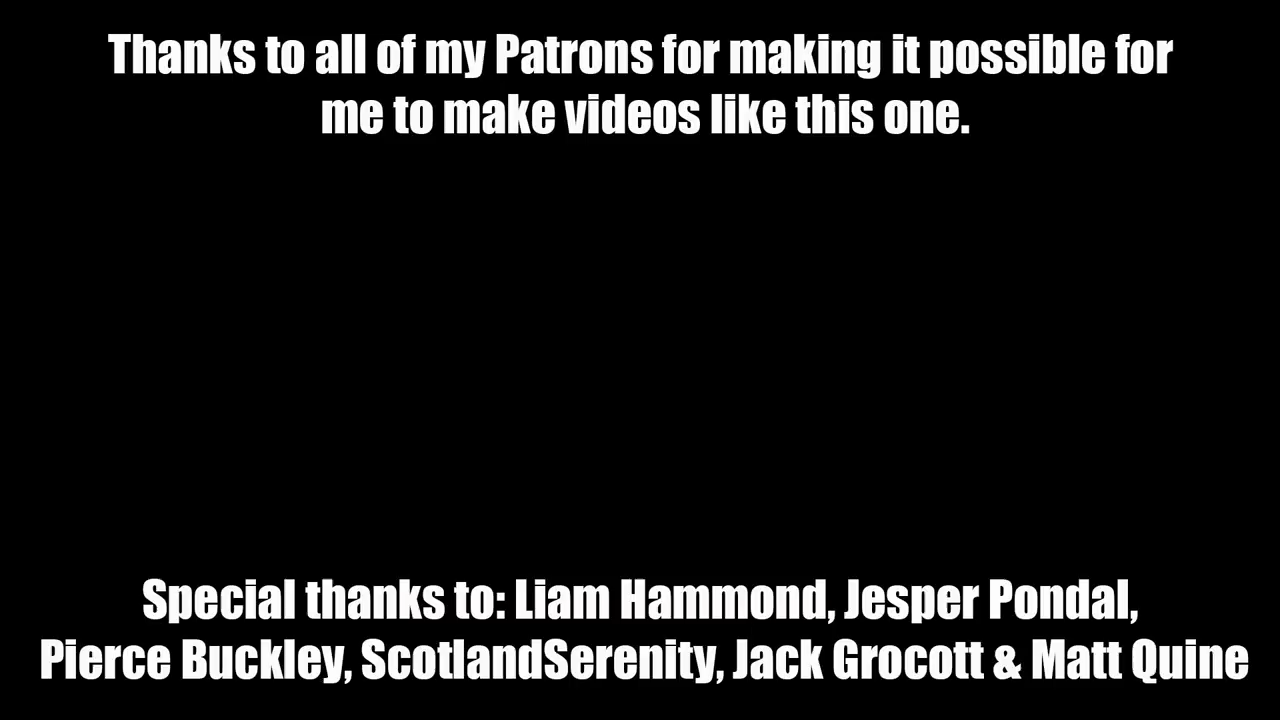 Thanks to all of my Patrons for making it possible for
me to make videos like this one.
Special thanks to: Liam Hammond, Jesper Pondal,
Pierce Buckley, ScotlandSerenity, Jack Grocott & Matt Quine